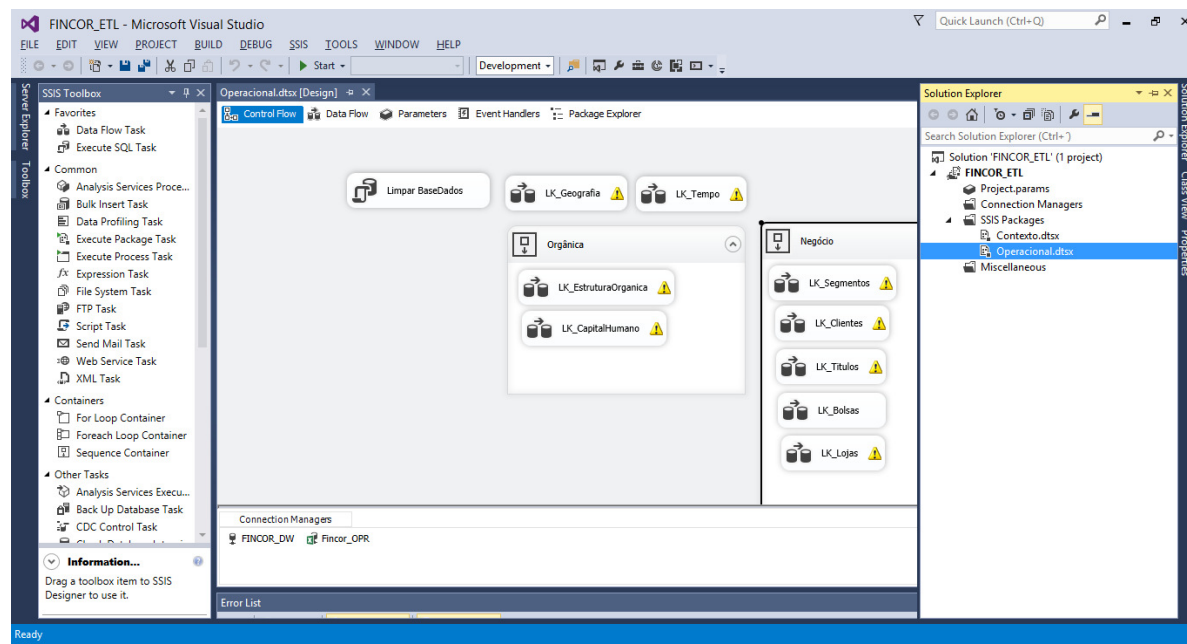 FINCOR_ETL - Microsoft Visual Studio
Quick Launch (Ctrl+Q)
FILE EDIT VIEW PROJECT BUILD DEBUG SSIS TOOLS WINDOW HELP
Start
Development
Server Explorer
Toolbox
SSIS Toolbox
Favorites
Data Flow Task
Execute SQL Task
Common
Analysis Services Proce...
Bulk Insert Task
Data Profiling Task
Execute Package Task
Execute Process Task
Expression Task
File System Task
FTP Task
Script Task
Send Mail Task
Web Service Task
XML Task
Containers
For Loop Container
Foreach Loop Container
Sequence Container
Other Tasks
Analysis Services Execu...
Back Up Database Task
CDC Control Task
Information...
Drag a toolbox item to SSIS
Designer to use it.
Operacional.dtsx [Design]
Control Flow Data Flow Parameters Event Handlers Package Explorer
Limpar BaseDados
LK_Geografia
LK_Tempo
Orgânica
LK_EstruturaOrganica
LK_CapitalHumano
Negócio
LK_Segmentos
LK_Clientes
LK_Titulos
LK_Bolsas
LK_Lojas
Connection Managers
FINCOR_DW Fincor_OPR
Error List
Solution Explorer
Search Solution Explorer (Ctrl+´)
Solution 'FINCOR_ETL' (1 project)
FINCOR_ETL
Project.params
Connection Managers
SSIS Packages
Contexto.dtsx
Operacional.dtsx
Miscellaneous
Solution Explorer
Class View
Properties
Ready